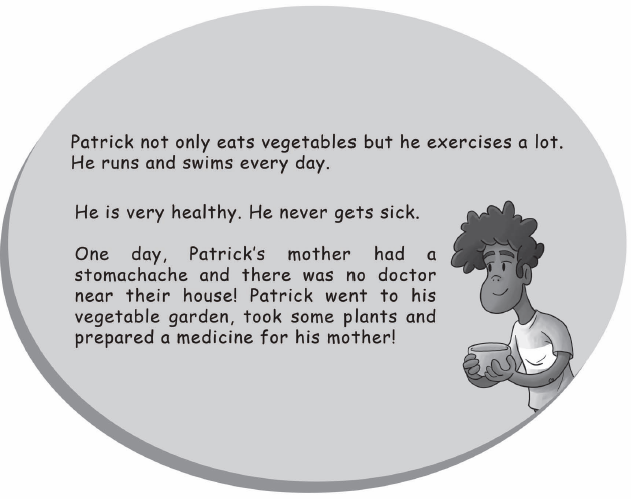 Patrick not only eats vegetables but he exercises a lot.
He runs and swims every day.
He is very healthy. He never gets sick.
One day, Patrick's mother had a
stomachache and there was no doctor
near their house! Patrick went to his
vegetable garden, took some plants and
prepared a medicine for his mother!